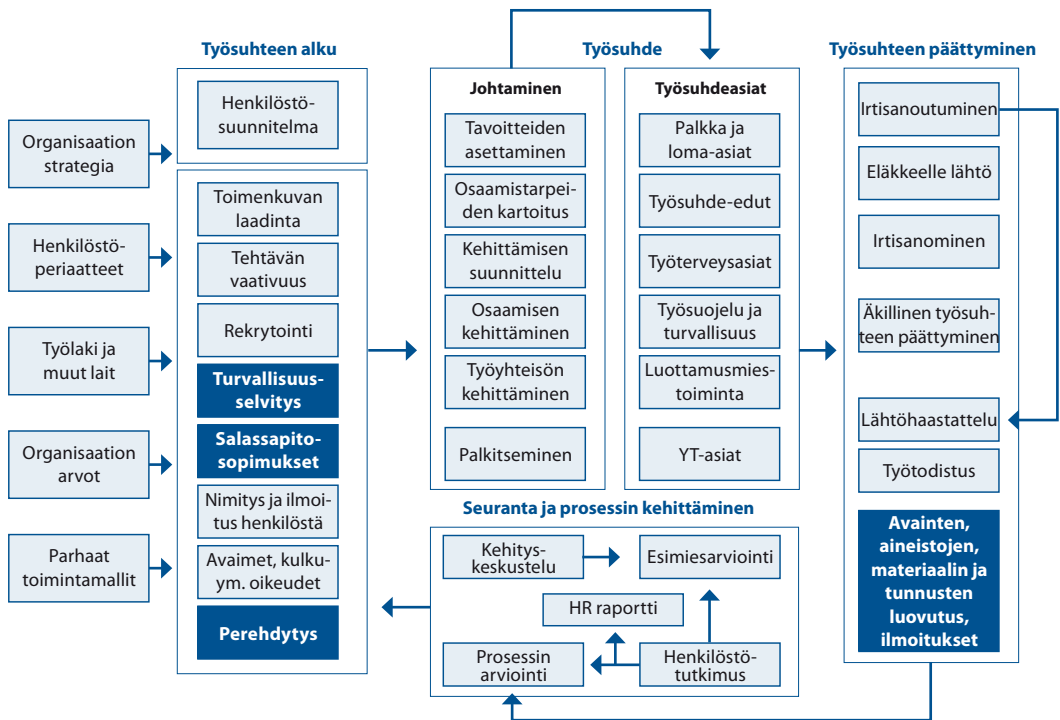 Työsuhteen alku
Työsuhde
Työsuhteen päättyminen
Organisaation
strategia
Henkilöstö-
periaatteet
Työlaki ja
muut lait
Organisaation
arvot
Parhaat
toimintamallit
Henkilöstö-
suunnitelma
Toimenkuvan
laadinta
Tehtävän
vaativuus
Rekrytointi
Turvallisuus-
selvitys
Salassapito-
sopimukset
Nimitys ja ilmoi-
tus henkilöstä
Avaimet, kulku-
ym. oikeudet
Perehdytys
Johtaminen
Tavoitteiden
asettaminen
Osaamistarpei-
den kartoitus
Kehittämisen
suunnittelu
Osaamisen
kehittäminen
Työyhteisön
kehittäminen
Palkitseminen
Työsuhdeasiat
Palkka ja
loma-asiat
Työsuhde-edut
Työterveysasiat
Työsuojelu ja
turvallisuus
Luottamusmies-
toiminta
YT-asiat
Irtisanoutuminen
Eläkkeelle lähtö
Irtisanominen
Äkillinen työsuh-
teen päättyminen
Lähtöhaastattelu
Työtodistus
Avainten,
aineistojen,
materiaalin ja
tunnusten
luovutus,
ilmoitukset
Seuranta ja prosessin kehittäminen
Kehitys-
keskustelu
Esimiesarviointi
HR raportti
Prosessin
arviointi
Henkilöstö-
tutkimus